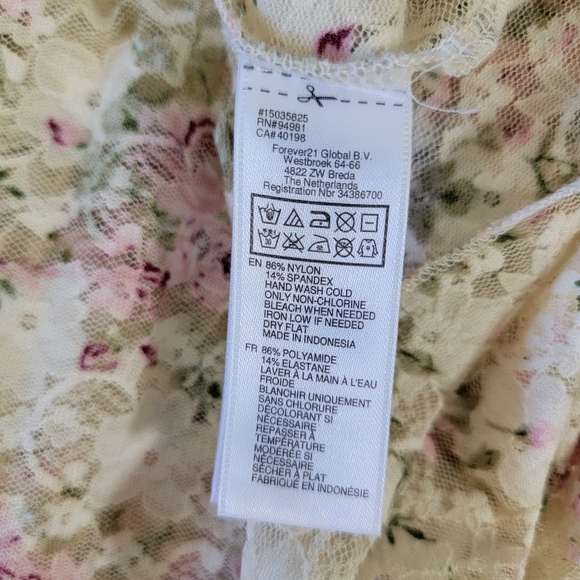 #15035825
RN#94981
CA#40198
Forever21 Global B.V.
Westbroek 64-66
4822 ZW Breda
The Netherlands
Registration Nbr 34386700
EN 86% NYLON
14% SPANDEX
HAND WASH COLD
ONLY NON-CHLORINE
BLEACH WHEN NEEDED
IRON LOW IF NEEDED
DRY FLAT
MADE IN INDONESIA
FR 86% POLYAMIDE
14% ELASTANE
LAVER À LA MAIN À L'EAU
FROIDE
BLANCHIR UNIQUEMENT
SANS CHLORURE
DÉCOLORANT SI
NÉCESSAIRE
REPASSER À
TEMPÉRATURE
MODERÉE SI
NÉCESSAIRE
SÉCHER À PLAT
FABRIQUÉ EN INDONÉSIE